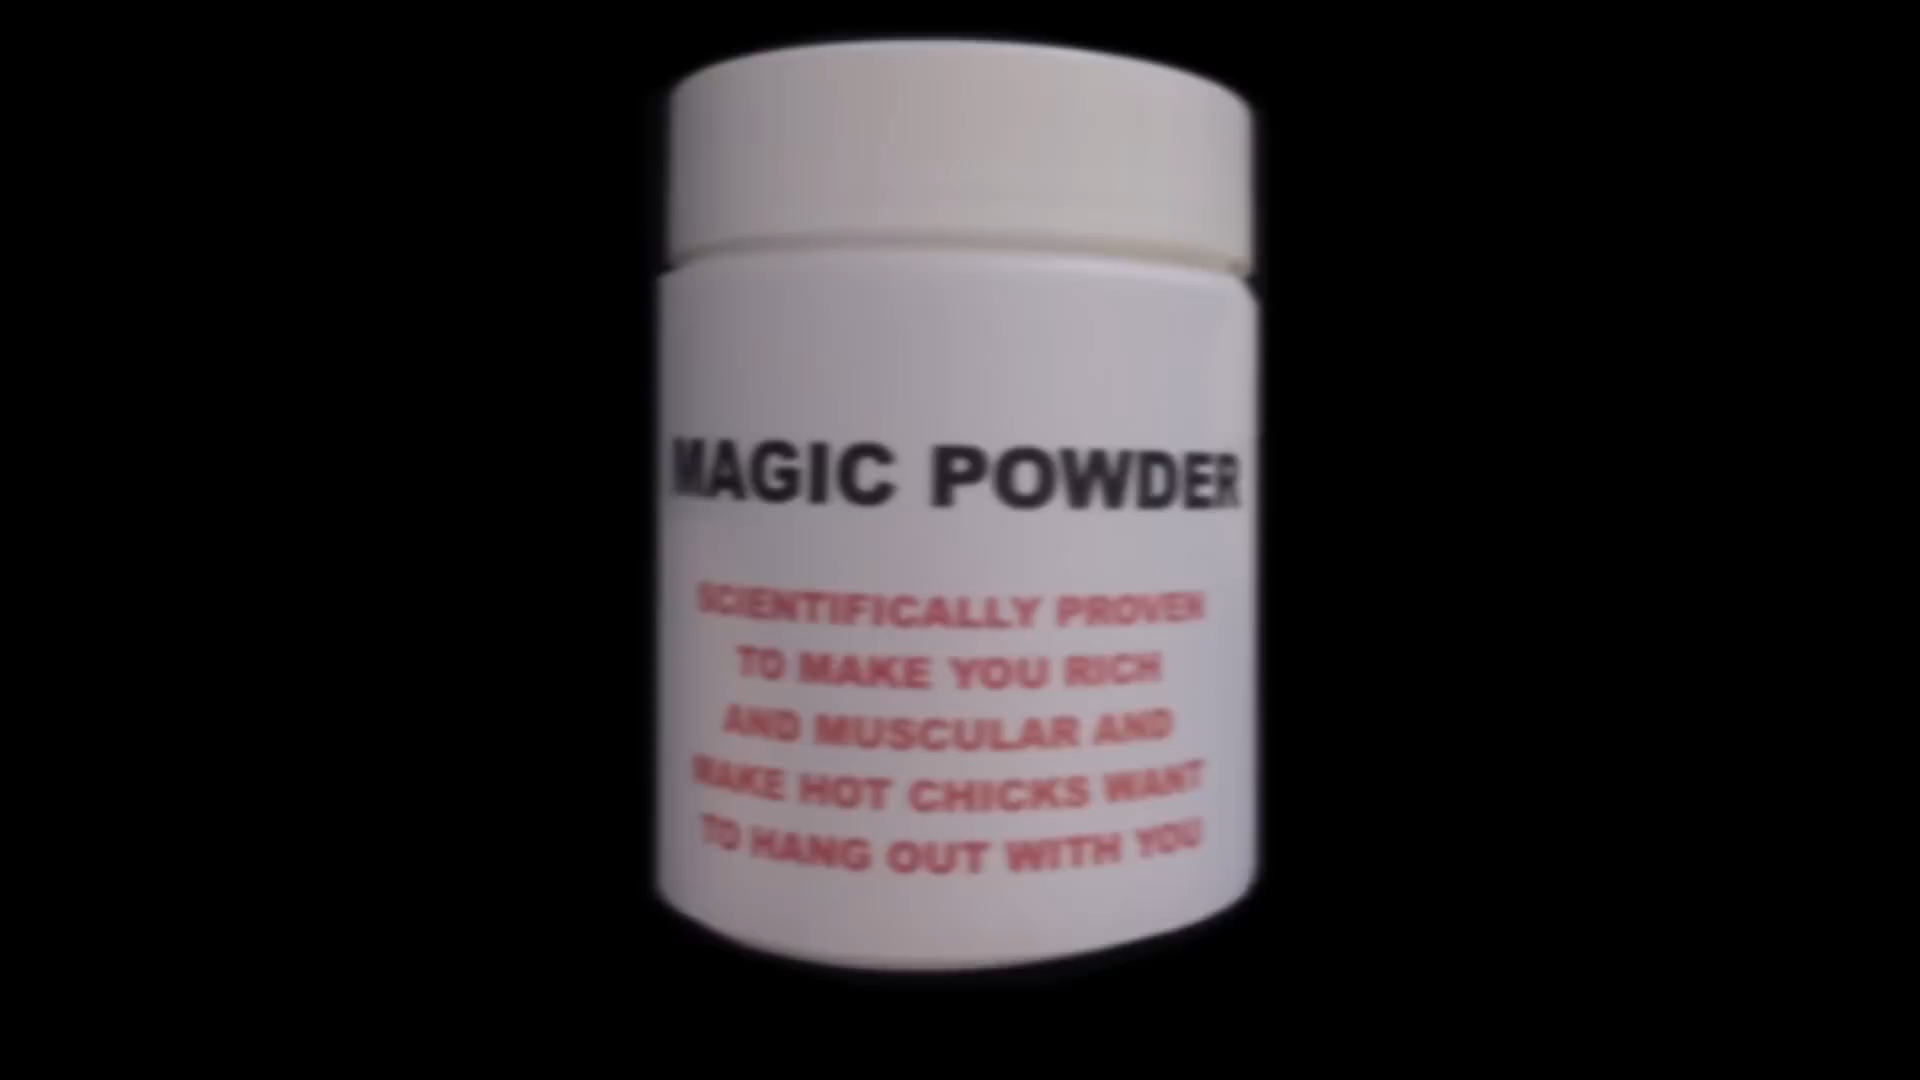 MAGIC POWDER
SCIENTIFICALLY PROVEN
TO MAKE YOU RICH
AND MUSCULAR AND
MAKE HOT CHICKS WANT
TO HANG OUT WITH YOU